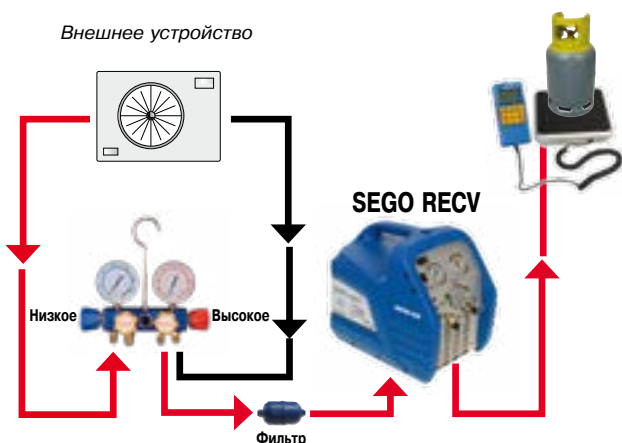 Внешнее устройство
SEGO RECV
Низкое
Высокое
Фильтр